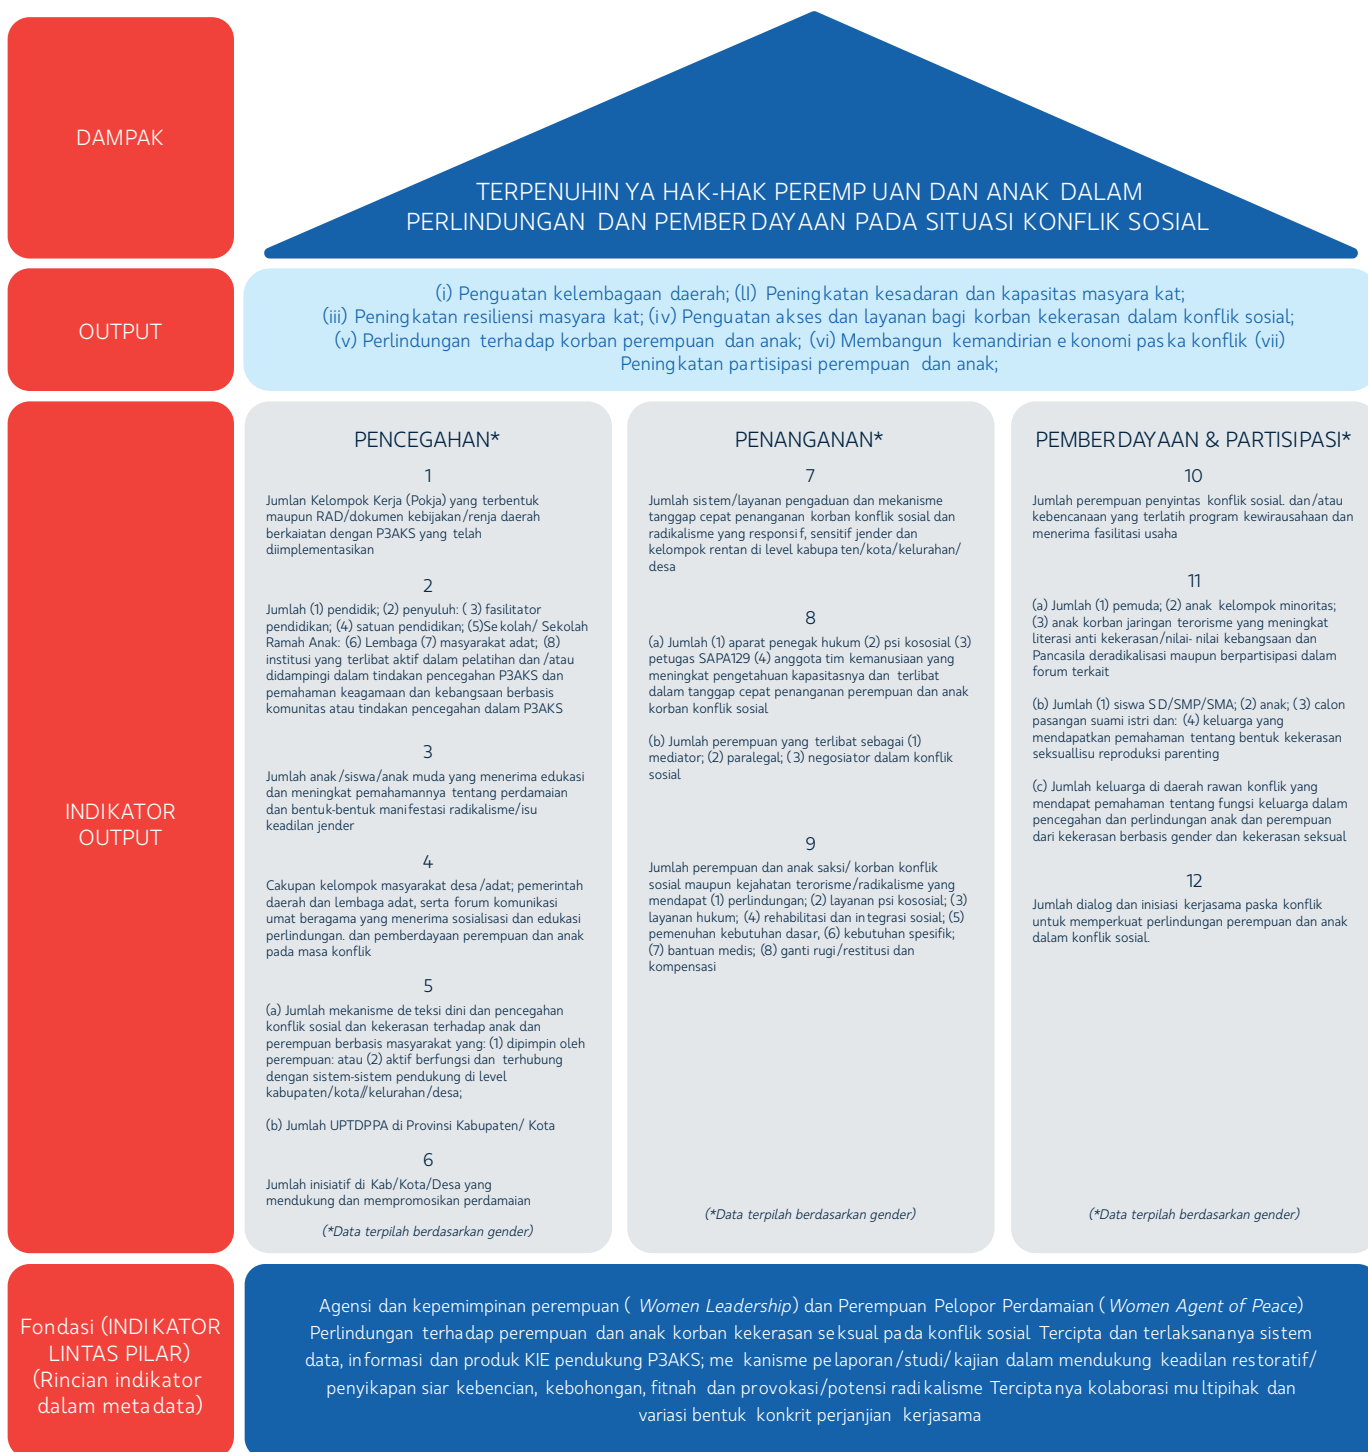 DAMPAK
TERPENUHIN YA HAK-HAK PEREMP UAN DAN ANAK DALAM
PERLINDUNGAN DAN PEMBER DAYAAN PADA SITUASI KONFLIK SOSIAL
OUTPUT
(i) Penguatan kelembagaan daerah; (lI) Peningkatan kesadaran dan kapasitas masyara kat;
(iii) Peningkatan resiliensi masyara kat; (iv) Penguatan akses dan layanan bagi korban kekerasan dalam konflik sosial;
(v) Perlindungan terhadap korban perempuan dan anak; (vi) Membangun kemandirian e konomi pas ka konflik (vii)
Peningkatan partisipasi perempuan dan anak;
INDIKATOR
OUTPUT
PENCEGAHAN*
1
Jumlan Kelompok Kerja (Pokja) yang terbentuk
maupun RAD/dokumen kebijakan/renja daerah
berkaitan dengan P3AKS yang telah
diimplementasikan
2
Jumlah (1) pendidik; (2) penyuluh: ( 3) fasilitator
pendidikan; (4) satuan pendidikan; (5)Se kolah/ Sekolah
Ramah Anak: (6) Lembaga (7) masyarakat adat; (8)
institusi yang terlibat aktif dalam pelatihan dan /atau
didampingi dalam tindakan pencegahan P3AKS dan
pemahaman keagamaan dan kebangsaan berbasis
komunitas atau tindakan pencegahan dalam P3AKS
3
Jumlah anak/siswa/anak muda yang menerima edukasi
dan meningkat pemahamannya tentang perdamaian
dan bentuk-bentuk manifestasi radikalisme/isu
keadilan jender
4
Cakupan kelompok masyarakat desa/adat; pemerintah
daerah dan lembaga adat, serta forum komunikasi
umat beragama yang menerima sosialisasi dan edukasi
perlindungan. dan pemberdayaan perempuan dan anak
pada masa konflik
5
(a) Jumlah mekanisme de teksi dini dan pencegahan
konflik sosial dan kekerasan terhadap anak dan
perempuan berbasis masyarakat yang: (1) dipimpin oleh
perempuan: atau (2) aktif berfungsi dan terhubung
dengan sistem-sistem pendukung di level
kabupaten/kota//kelurahan/desa;
(b) Jumlah UPTDPPA di Provinsi Kabupaten/ Kota
6
Jumlah inisiatif di Kab/Kota/Desa yang
mendukung dan mempromosikan perdamaian
(*Data terpilah berdasarkan gender)
PENANGANAN*
7
Jumlah sistem/layanan pengaduan dan mekanisme
tanggap cepat penanganan korban konflik sosial dan
radikalisme yang responsi f, sensitif jender dan
kelompok rentan di level kabupa ten/kota/kelurahan/
desa
8
(a) Jumlah (1) aparat penegak hukum (2) psi kososial (3)
petugas SAPA129 (4) anggota tim kemanusiaan yang
meningkat pengetahuan kapasitasnya dan terlibat
dalam tanggap cepat penanganan perempuan dan anak
korban konflik sosial
(b) Jumlah perempuan yang terlibat sebagai (1)
mediator; (2) paralegal; (3) negosiator dalam konflik
sosial
9
Jumlah perempuan dan anak saksi/ korban konflik
sosial maupun kejahatan terorisme/radikalisme yang
mendapat (1) perlindungan; (2) layanan psi kososial; (3)
layanan hukum; (4) rehabilitasi dan in tegrasi sosial; (5)
pemenuhan kebutuhan dasar, (6) kebutuhan spesifik;
(7) bantuan medis; (8) ganti rugi/restitusi dan
kompensasi
(*Data terpilah berdasarkan gender)
PEMBER DAYAAN & PARTISIPASI*
10
Jumlah perempuan penyintas konflik sosial. dan/atau
kebencanaan yang terlatih program kewirausahaan dan
menerima fasilitasi usaha
11
(a) Jumlah (1) pemuda; (2) anak kelompok minoritas;
(3) anak korban jaringan terorisme yang meningkat
literasi anti kekerasan/nilai- nilai kebangsaan dan
Pancasila deradikalisasi maupun berpartisipasi dalam
forum terkait
(b) Jumlah (1) siswa S D/SMP/SMA; (2) anak; (3) calon
pasangan suami istri dan: (4) keluarga yang
mendapatkan pemahaman tentang bentuk kekerasan
seksuallisu reproduksi parenting
(c) Jumlah keluarga di daerah rawan konflik yang
mendapat pemahaman tentang fungsi keluarga dalam
pencegahan dan perlindungan anak dan perempuan
dari kekerasan berbasis gender dan kekerasan seksual
12
Jumlah dialog dan inisiasi kerjasama paska konflik
untuk memperkuat perlindungan perempuan dan anak
dalam konflik sosial.
(*Data terpilah berdasarkan gender)
Fondasi (INDI KATOR
LINTAS PILAR)
(Rincian indikator
dalam meta data)
Agensi dan kepemimpinan perempuan ( Women Leadership) dan Perempuan Pelopor Perdamaian ( Women Agent of Peace)
Perlindungan terha dap perempuan dan anak korban kekerasan se ksual pa da konflik sosial Tercipta dan terlaksananya sistem
data, in formasi dan produk KIE pendukung P3AKS; me kanisme pe laporan/studi/kajian dalam mendukung keadilan res toratif/
penyikapan siar kebencian, kebohongan, fitnah dan provokasi/potensi radi kalisme Tercipta nya kolaborasi mu ltipihak dan
variasi bentuk konkrit perjanjian kerjasama